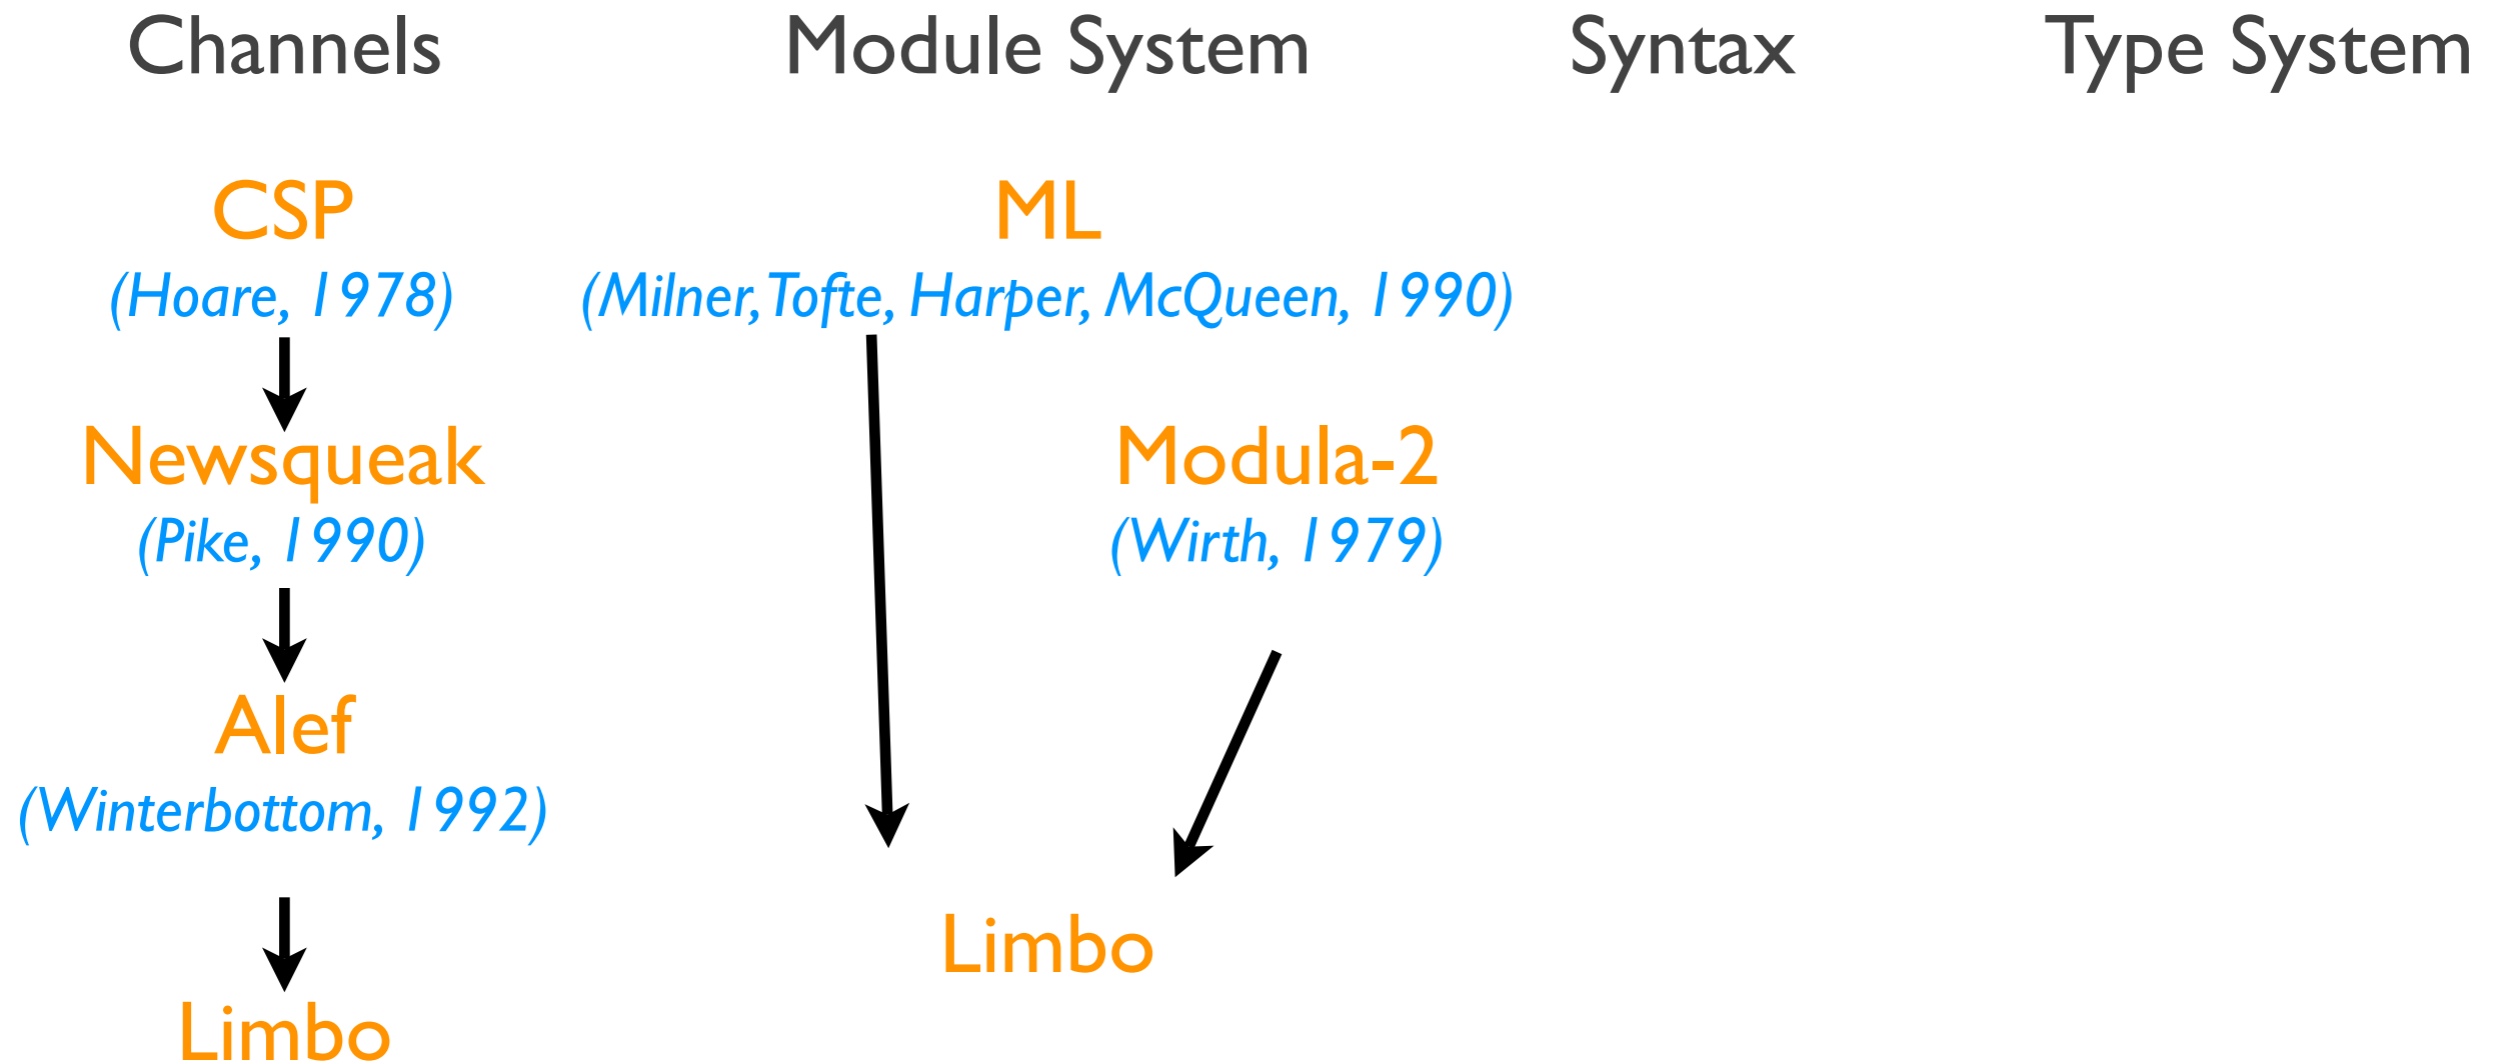 Channels
Module System
Syntax
Type System
CSP
(Hoare, 1978)
Newsqueak
(Pike, 1990)
Alef
(Winterbottom, 1992)
Limbo
ML
(Milner, Tofte, Harper, McQueen, 1990)
Modula-2
(Wirth, 1979)
Limbo